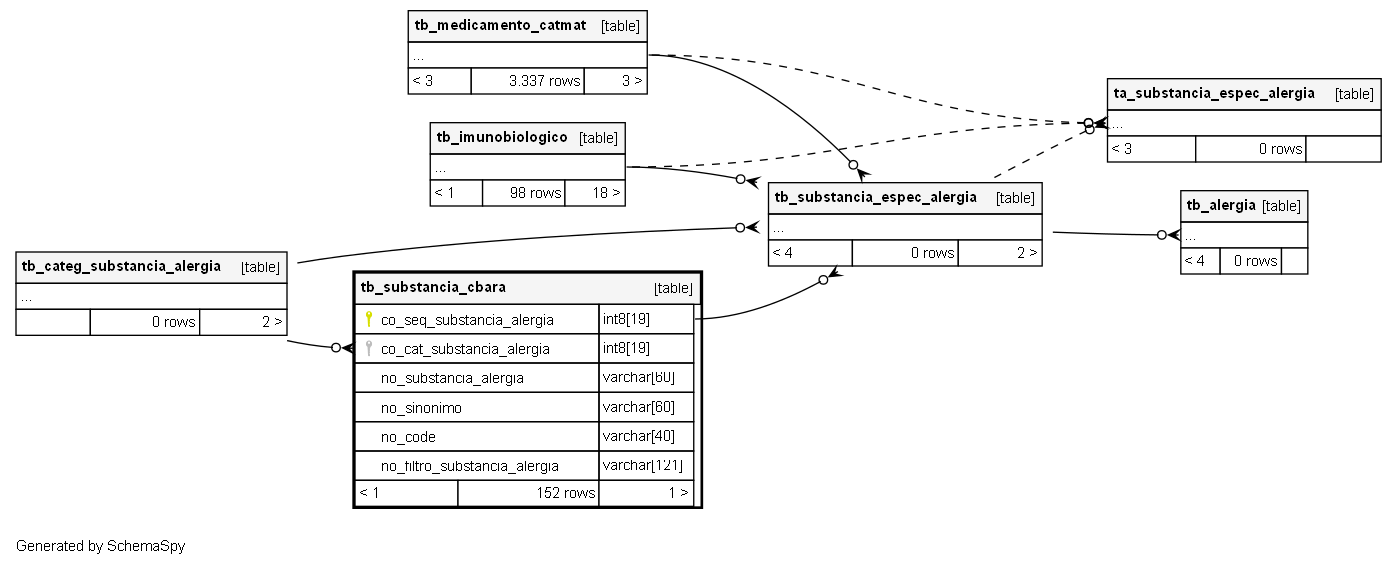 tb_medicamento_catmat [table]
...
< 3 3.337 rows 3 >
ta_substancia_espec_alergia [table]
...
< 3 0 rows
tb_imunobiologico [table]
...
< 1 98 rows 18 >
tb_substancia_espec_alergia [table]
...
< 4 0 rows 2 >
tb_alergia [table]
...
< 4 0 rows
tb_categ_substancia_alergia [table]
...
0 rows 2 >
tb_substancia_cbara [table]
co_seq_substancia_alergia int8[19]
co_cat_substancia_alergia int8[19]
no_substancia_alergia varchar[60]
no_sinonimo varchar[60]
no_code varchar[40]
no_filtro_substancia_alergia varchar[121]
< 1 152 rows 1 >
Generated by SchemaSpy